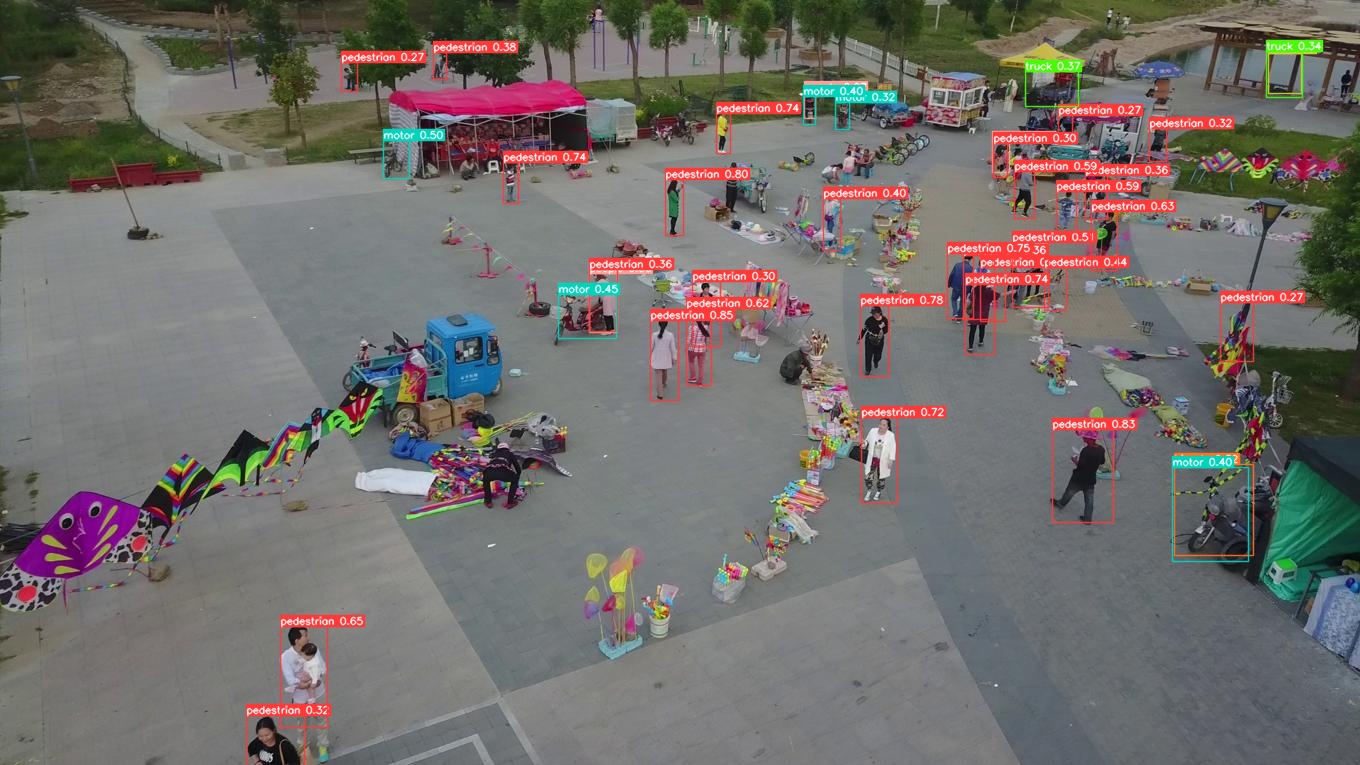 pedestrian 0.38
pedestrian 0.27
truck 0.34
truck 0.37
motor 0.40
motor 0.32
pedestrian 0.74
pedestrian 0.27
pedestrian 0.32
motor 0.50
pedestrian 0.30
pedestrian 0.74
pedestrian 0.59
pedestrian 0.36
pedestrian 0.80
pedestrian 0.59
pedestrian 0.40
pedestrian 0.63
pedestrian 0.51
pedestrian 0.75
36
pedestrian 0.36
pedestrian 0.44
pedestrian 0.30
pedestrian 0.74
motor 0.45
pedestrian 0.62
pedestrian 0.78
pedestrian 0.27
pedestrian 0.85
pedestrian 0.72
pedestrian 0.83
motor 0.40
pedestrian 0.65
pedestrian 0.32